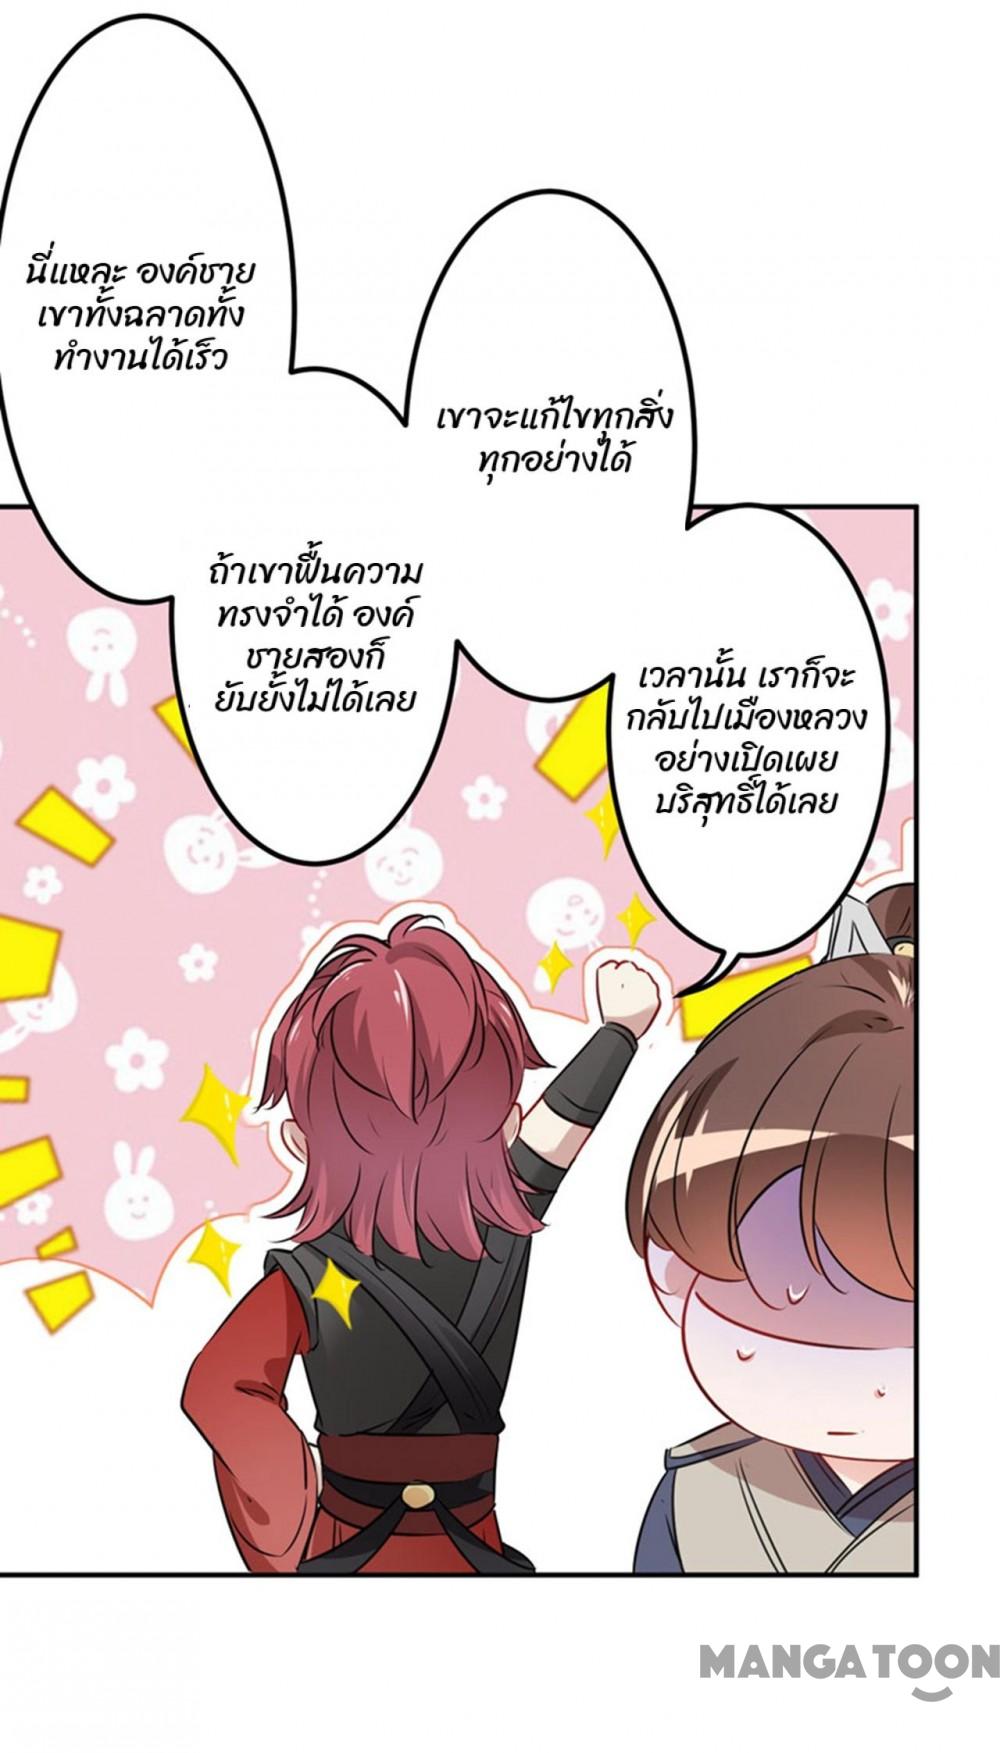 นี่แหละ องค์ชาย
เขาทั้งฉลาดทั้ง
ทำงานได้เร็ว
เขาจะแก้ไขทุกสิ่ง
ทุกอย่างได้
ถ้าเขาฟื้นความ
ทรงจำได้ องค์
ชายสองก็
ยับยั้งไม่ได้เลย
เวลานั้น เราก็จะ
กลับไปเมืองหลวง
อย่างเปิดเผย
บริสุทธิ์ได้เลย
MANGATOON